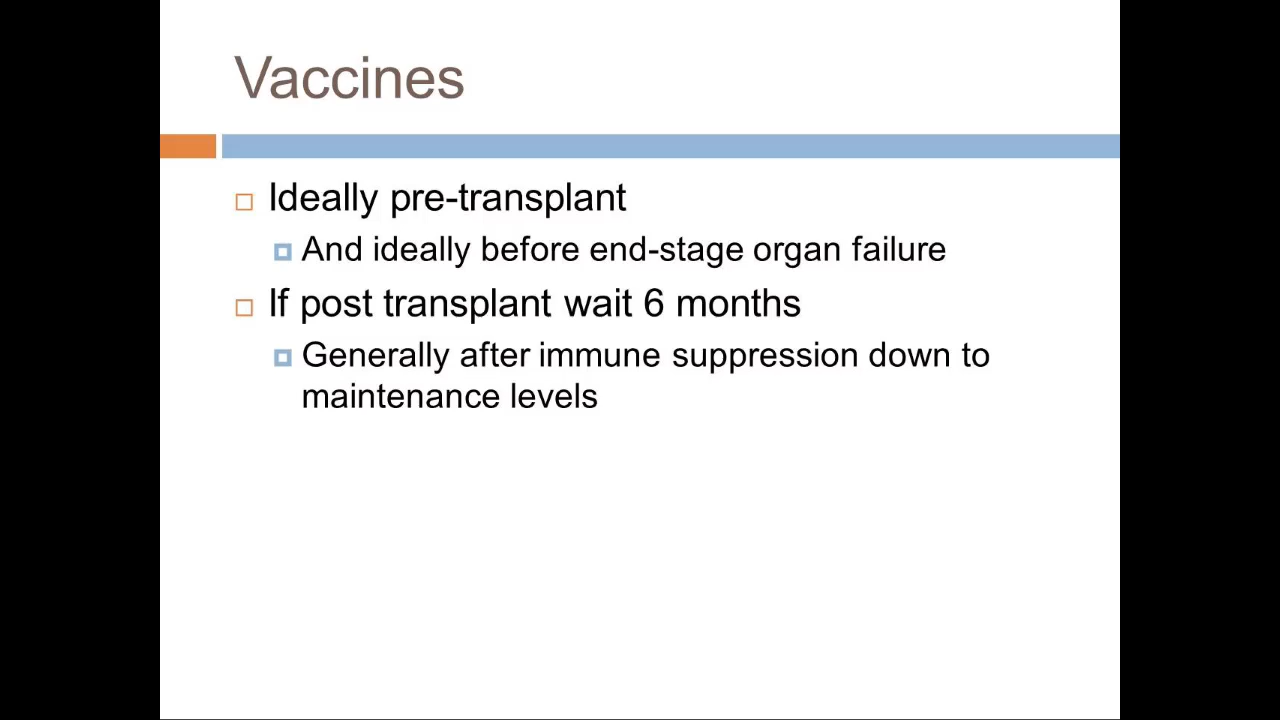 Vaccines
Ideally pre-transplant
And ideally before end-stage organ failure
If post transplant wait 6 months
Generally after immune suppression down to
maintenance levels